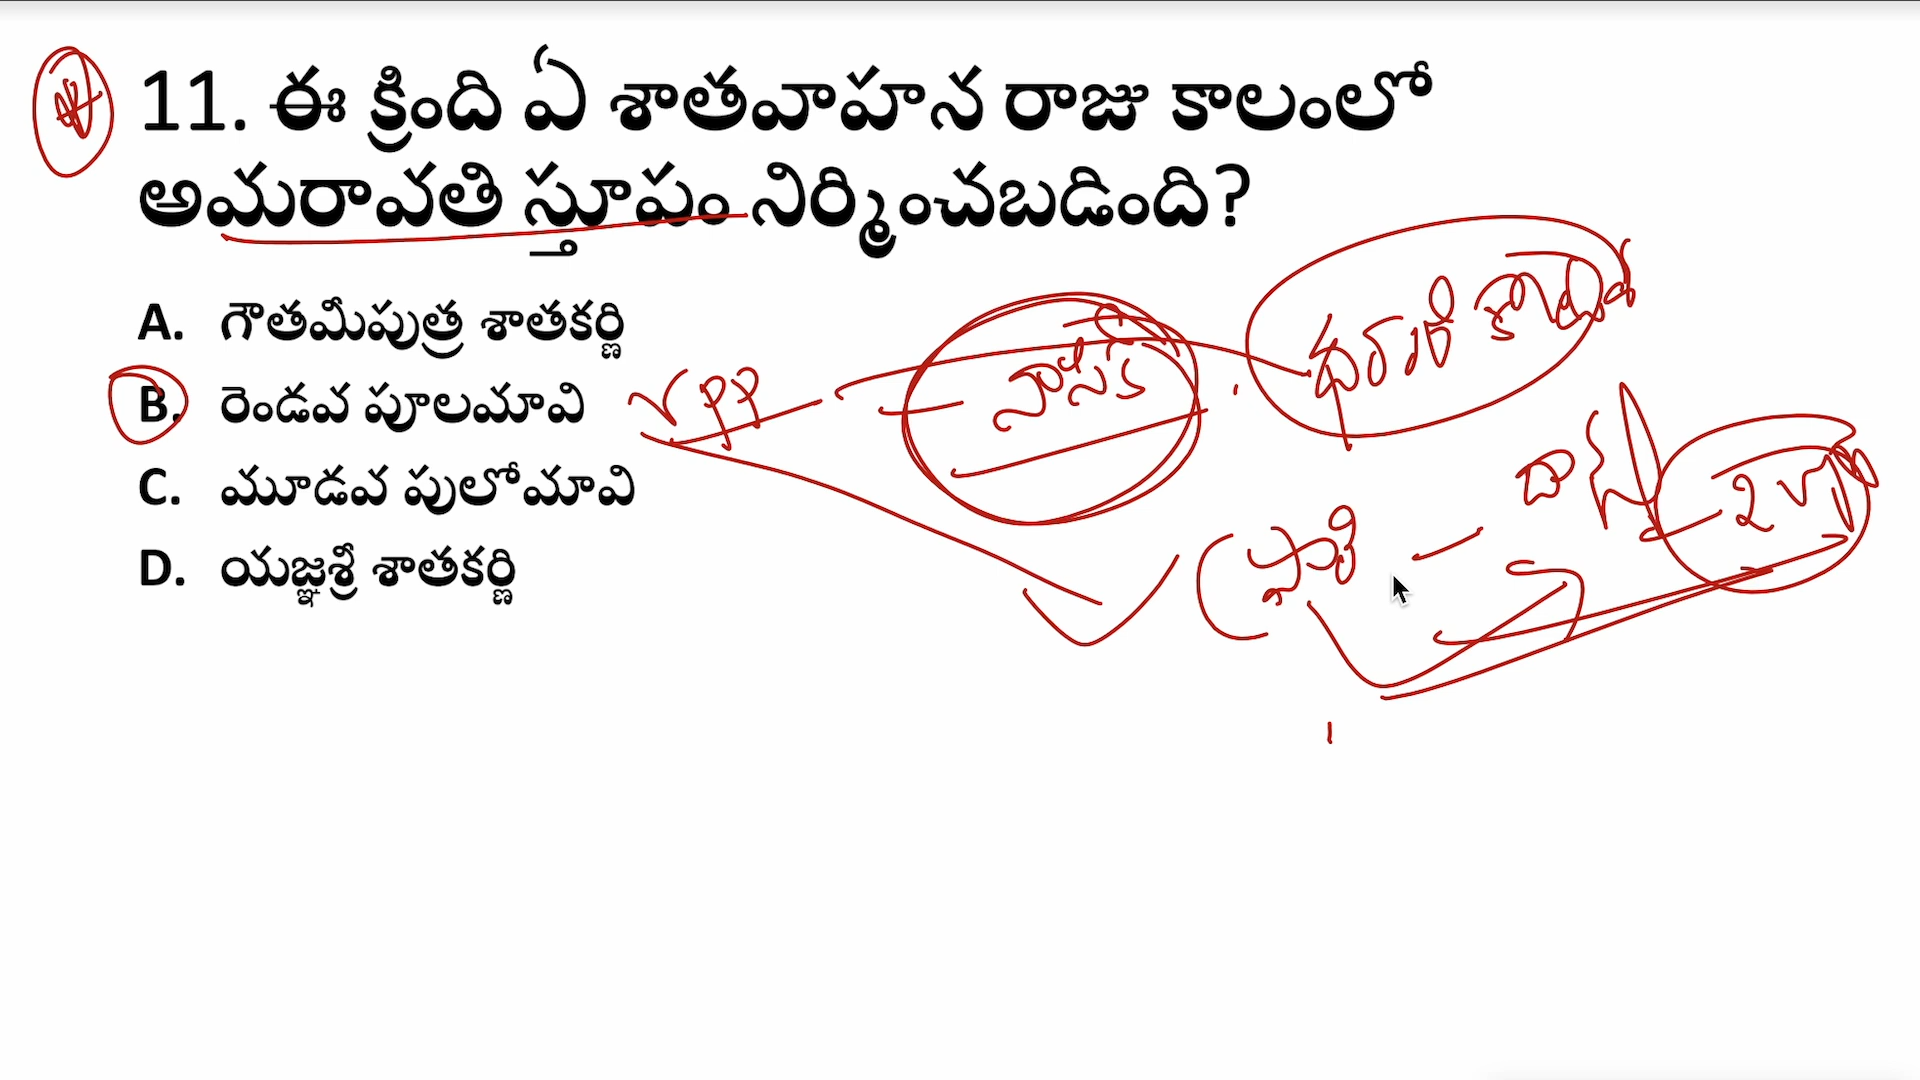 11. ఈ క్రింది ఏ శాతవాహన రాజు కాలంలో
అమరావతి స్తూపం నిర్మించబడింది?
A. గౌతమీపుత్ర శాతకర్ణి
B. రెండవ పూలమావి
C. మూడవ పులోమావి
D. యజ్ఞశ్రీ శాతకర్ణి